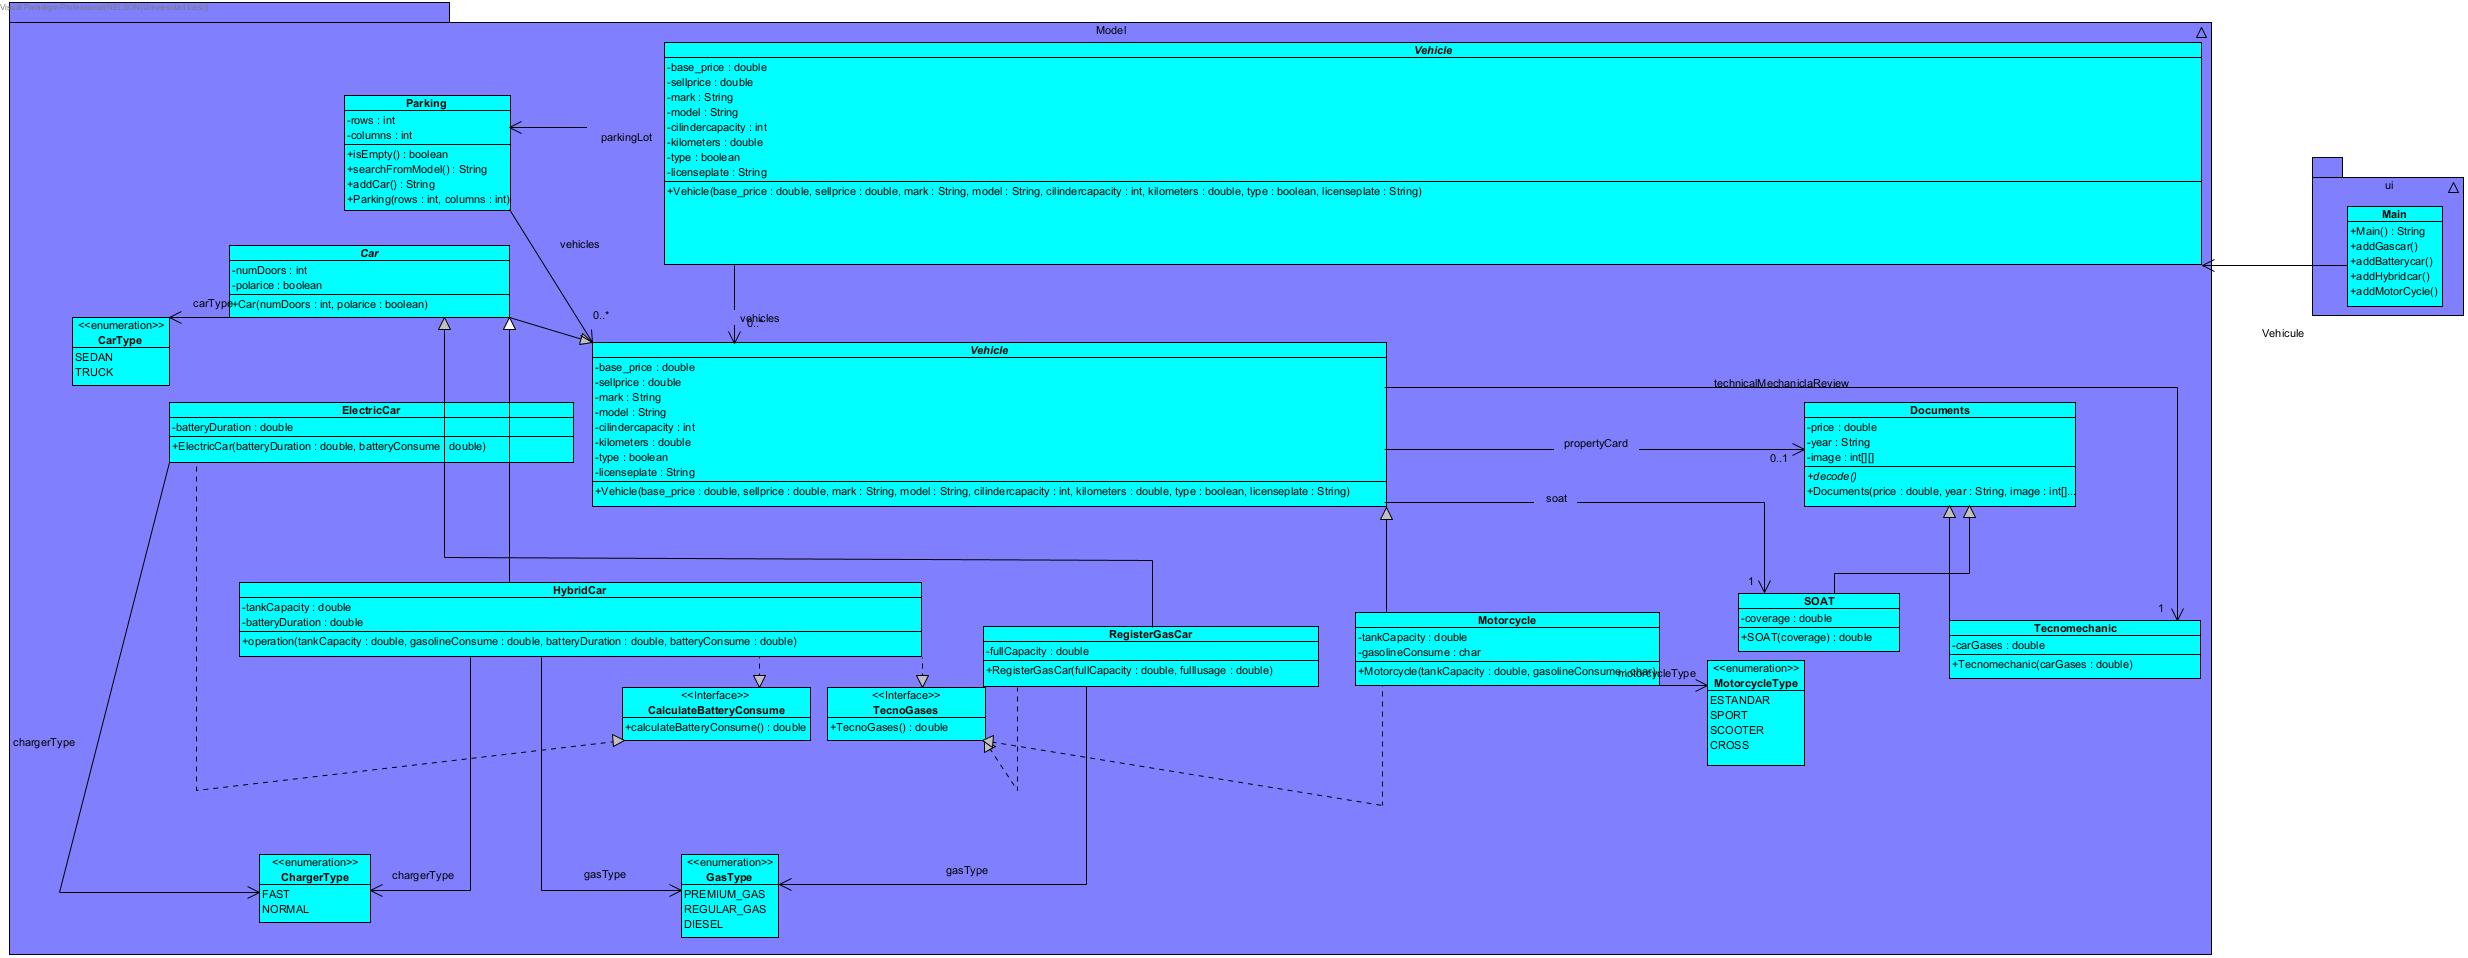 Visual Paradigm Professional(NELSON(Universidad Icesi))
Model
Vehicle
-base_price : double
-sellprice : double
-mark : String
-model : String
-cilindercapacity : int
-kilometers : double
-type : boolean
-licenseplate : String
+Vehicle(base_price : double, sellprice : double, mark : String, model : String, cilindercapacity : int, kilometers : double, type : boolean, licenseplate : String)
Parking
-rows : int
-columns : int
+isEmpty() : boolean
+searchFromModel() : String
+addCar() : String
+Parking(rows : int, columns : int)
parkingLot
ui
Main
+Main() : String
+addGascar()
+addBatterycar()
+addHybridcar()
+addMotorCycle()
Vehicule
vehicles
0..*
Car
-numDoors : int
-polarice : boolean
+Car(numDoors : int, polarice : boolean)
carType
<<enumeration>>
CarType
SEDAN
TRUCK
vehicles
0..*
Vehicle
-base_price : double
-sellprice : double
-mark : String
-model : String
-cilindercapacity : int
-kilometers : double
-type : boolean
-licenseplate : String
+Vehicle(base_price : double, sellprice : double, mark : String, model : String, cilindercapacity : int, kilometers : double, type : boolean, licenseplate : String)
technicalMechaniclaReview
propertyCard
0..1
soat
1
1
Documents
-price : double
-year : String
-image : int[][]
+decode()
+Documents(price : double, year : String, image : int[]...
ElectricCar
-batteryDuration : double
+ElectricCar(batteryDuration : double, batteryConsume : double)
HybridCar
-tankCapacity : double
-batteryDuration : double
+operation(tankCapacity : double, gasolineConsume : double, batteryDuration : double, batteryConsume : double)
RegisterGasCar
-fullCapacity : double
+RegisterGasCar(fullCapacity : double, fulllusage : double)
Motorcycle
-tankCapacity : double
-gasolineConsume : char
+Motorcycle(tankCapacity : double, gasolineConsume : char)
motorcycleType
SOAT
-coverage : double
+SOAT(coverage) : double
Tecnomechanic
-carGases : double
+Tecnomechanic(carGases : double)
<<enumeration>>
MotorcycleType
ESTANDAR
SPORT
SCOOTER
CROSS
<<Interface>>
CalculateBatteryConsume
+calculateBatteryConsume() : double
<<Interface>>
TecnoGases
+TecnoGases() : double
chargerType
<<enumeration>>
ChargerType
FAST
NORMAL
chargerType
gasType
<<enumeration>>
GasType
PREMIUM_GAS
REGULAR_GAS
DIESEL
gasType